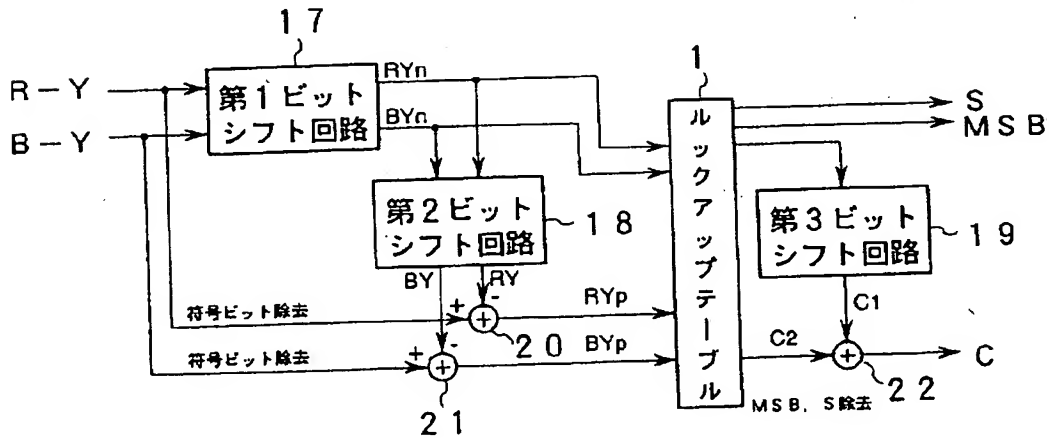 17
R-Y
B-Y
第1ビット
シフト回路
RYn
BYn
1
ルックアップテーブル
S
MSB
第2ビット
シフト回路
18
第3ビット
シフト回路
19
BY
RY
符号ビット除去
+
-
RYp
20
C1
符号ビット除去
+
-
BYp
21
C2
C
22
MSB, S除去